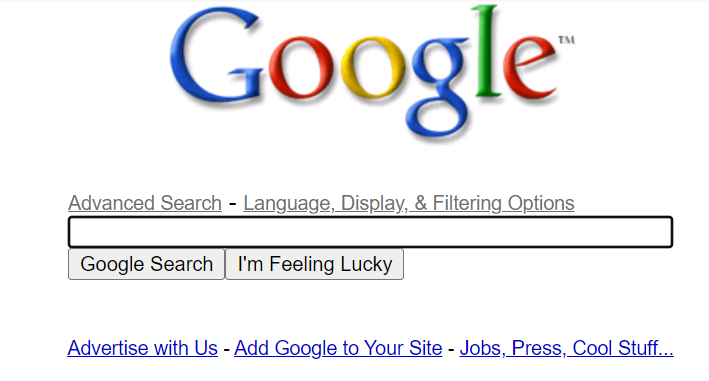 Google™
Advanced Search - Language, Display, & Filtering Options
Google Search I'm Feeling Lucky
Advertise with Us - Add Google to Your Site - Jobs, Press, Cool Stuff...